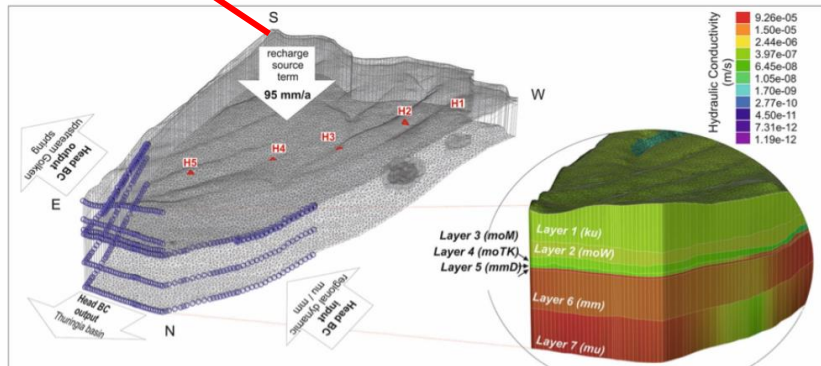 S
recharge
source
term
95 mm/a
W
H1
H2
H3
H4
H5
Head BC
output
upstream Golken
spring
E
Head BC
output
Thuringia basin
N
Head BC
input
regional dynamic
mu / mm
Hydraulic Conductivity
(m/s)
9.26e-05
1.50e-05
2.44e-06
3.97e-07
6.45e-08
1.05e-08
1.70e-09
2.77e-10
4.50e-11
7.31e-12
1.19e-12
Layer 1 (ku)
Layer 2 (moW)
Layer 3 (moM)
Layer 4 (moTK)
Layer 5 (mmD)
Layer 6 (mm)
Layer 7 (mu)